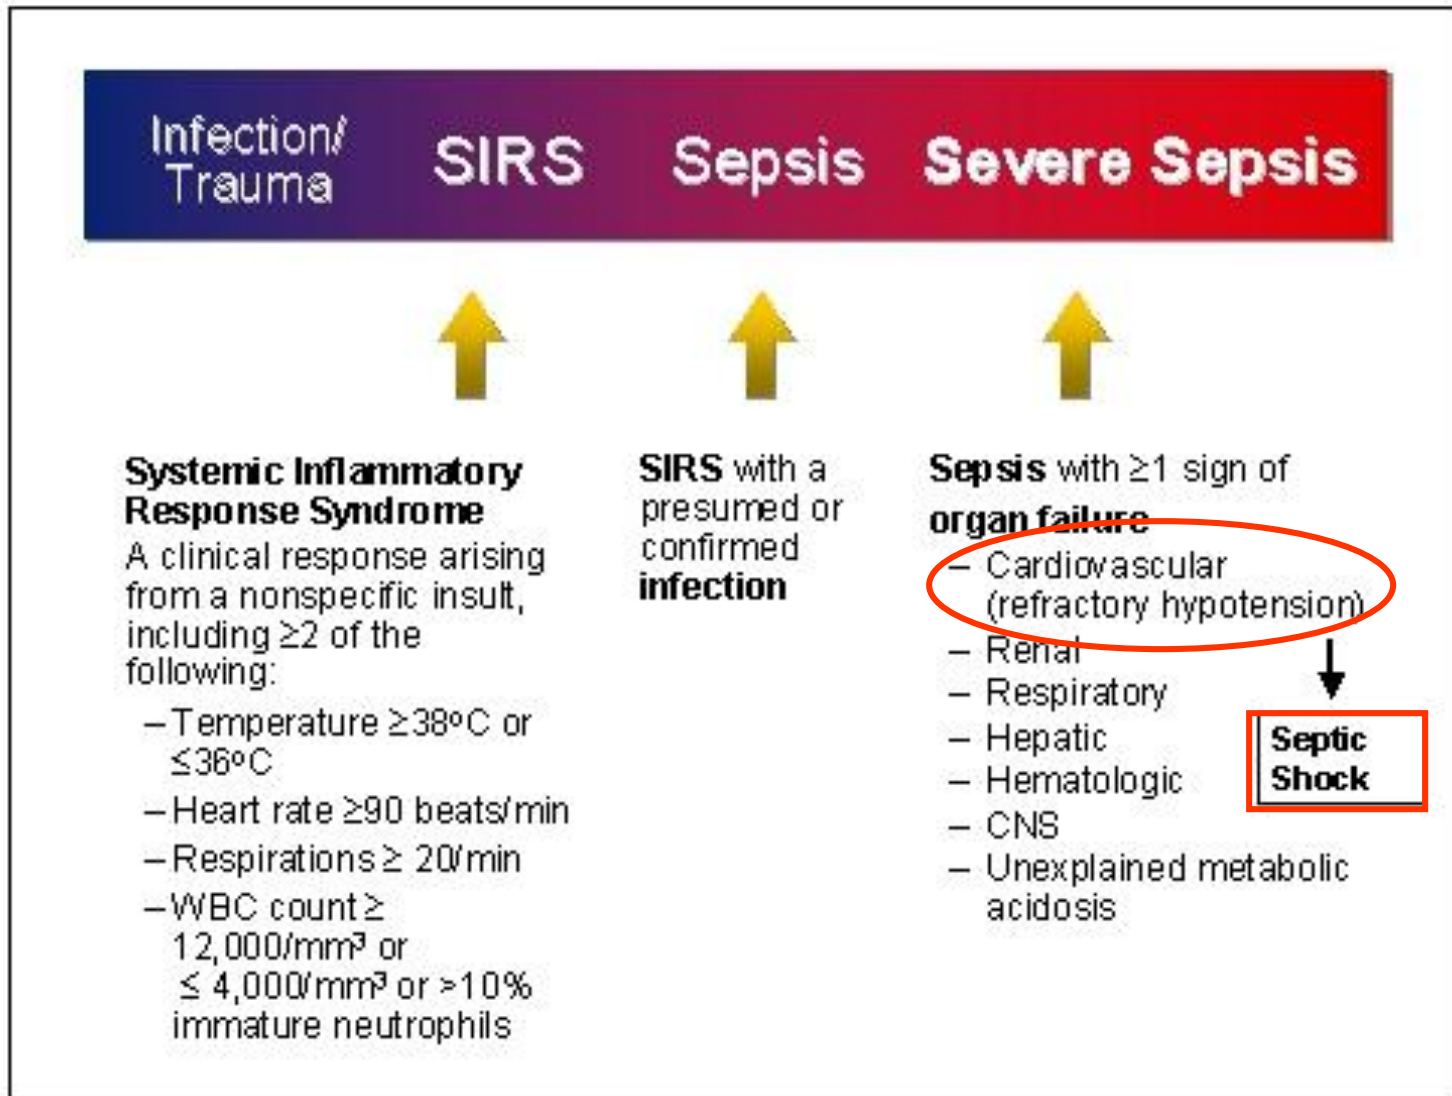 Infection/
Trauma
SIRS
Sepsis
Severe Sepsis
Systemic Inflammatory
Response Syndrome
A clinical response arising
from a nonspecific insult,
including ≥2 of the
following:
– Temperature ≥38ºC or
≤36ºC
– Heart rate ≥90 beats/min
– Respirations ≥ 20/min
– WBC count ≥
12,000/mm³ or
≤ 4,000/mm³ or >10%
immature neutrophils
SIRS with a
presumed or
confirmed
infection
Sepsis with ≥1 sign of
organ failure
– Cardiovascular
(refractory hypotension)
– Renal
– Respiratory
– Hepatic
– Hematologic
– CNS
– Unexplained metabolic
acidosis
Septic
Shock